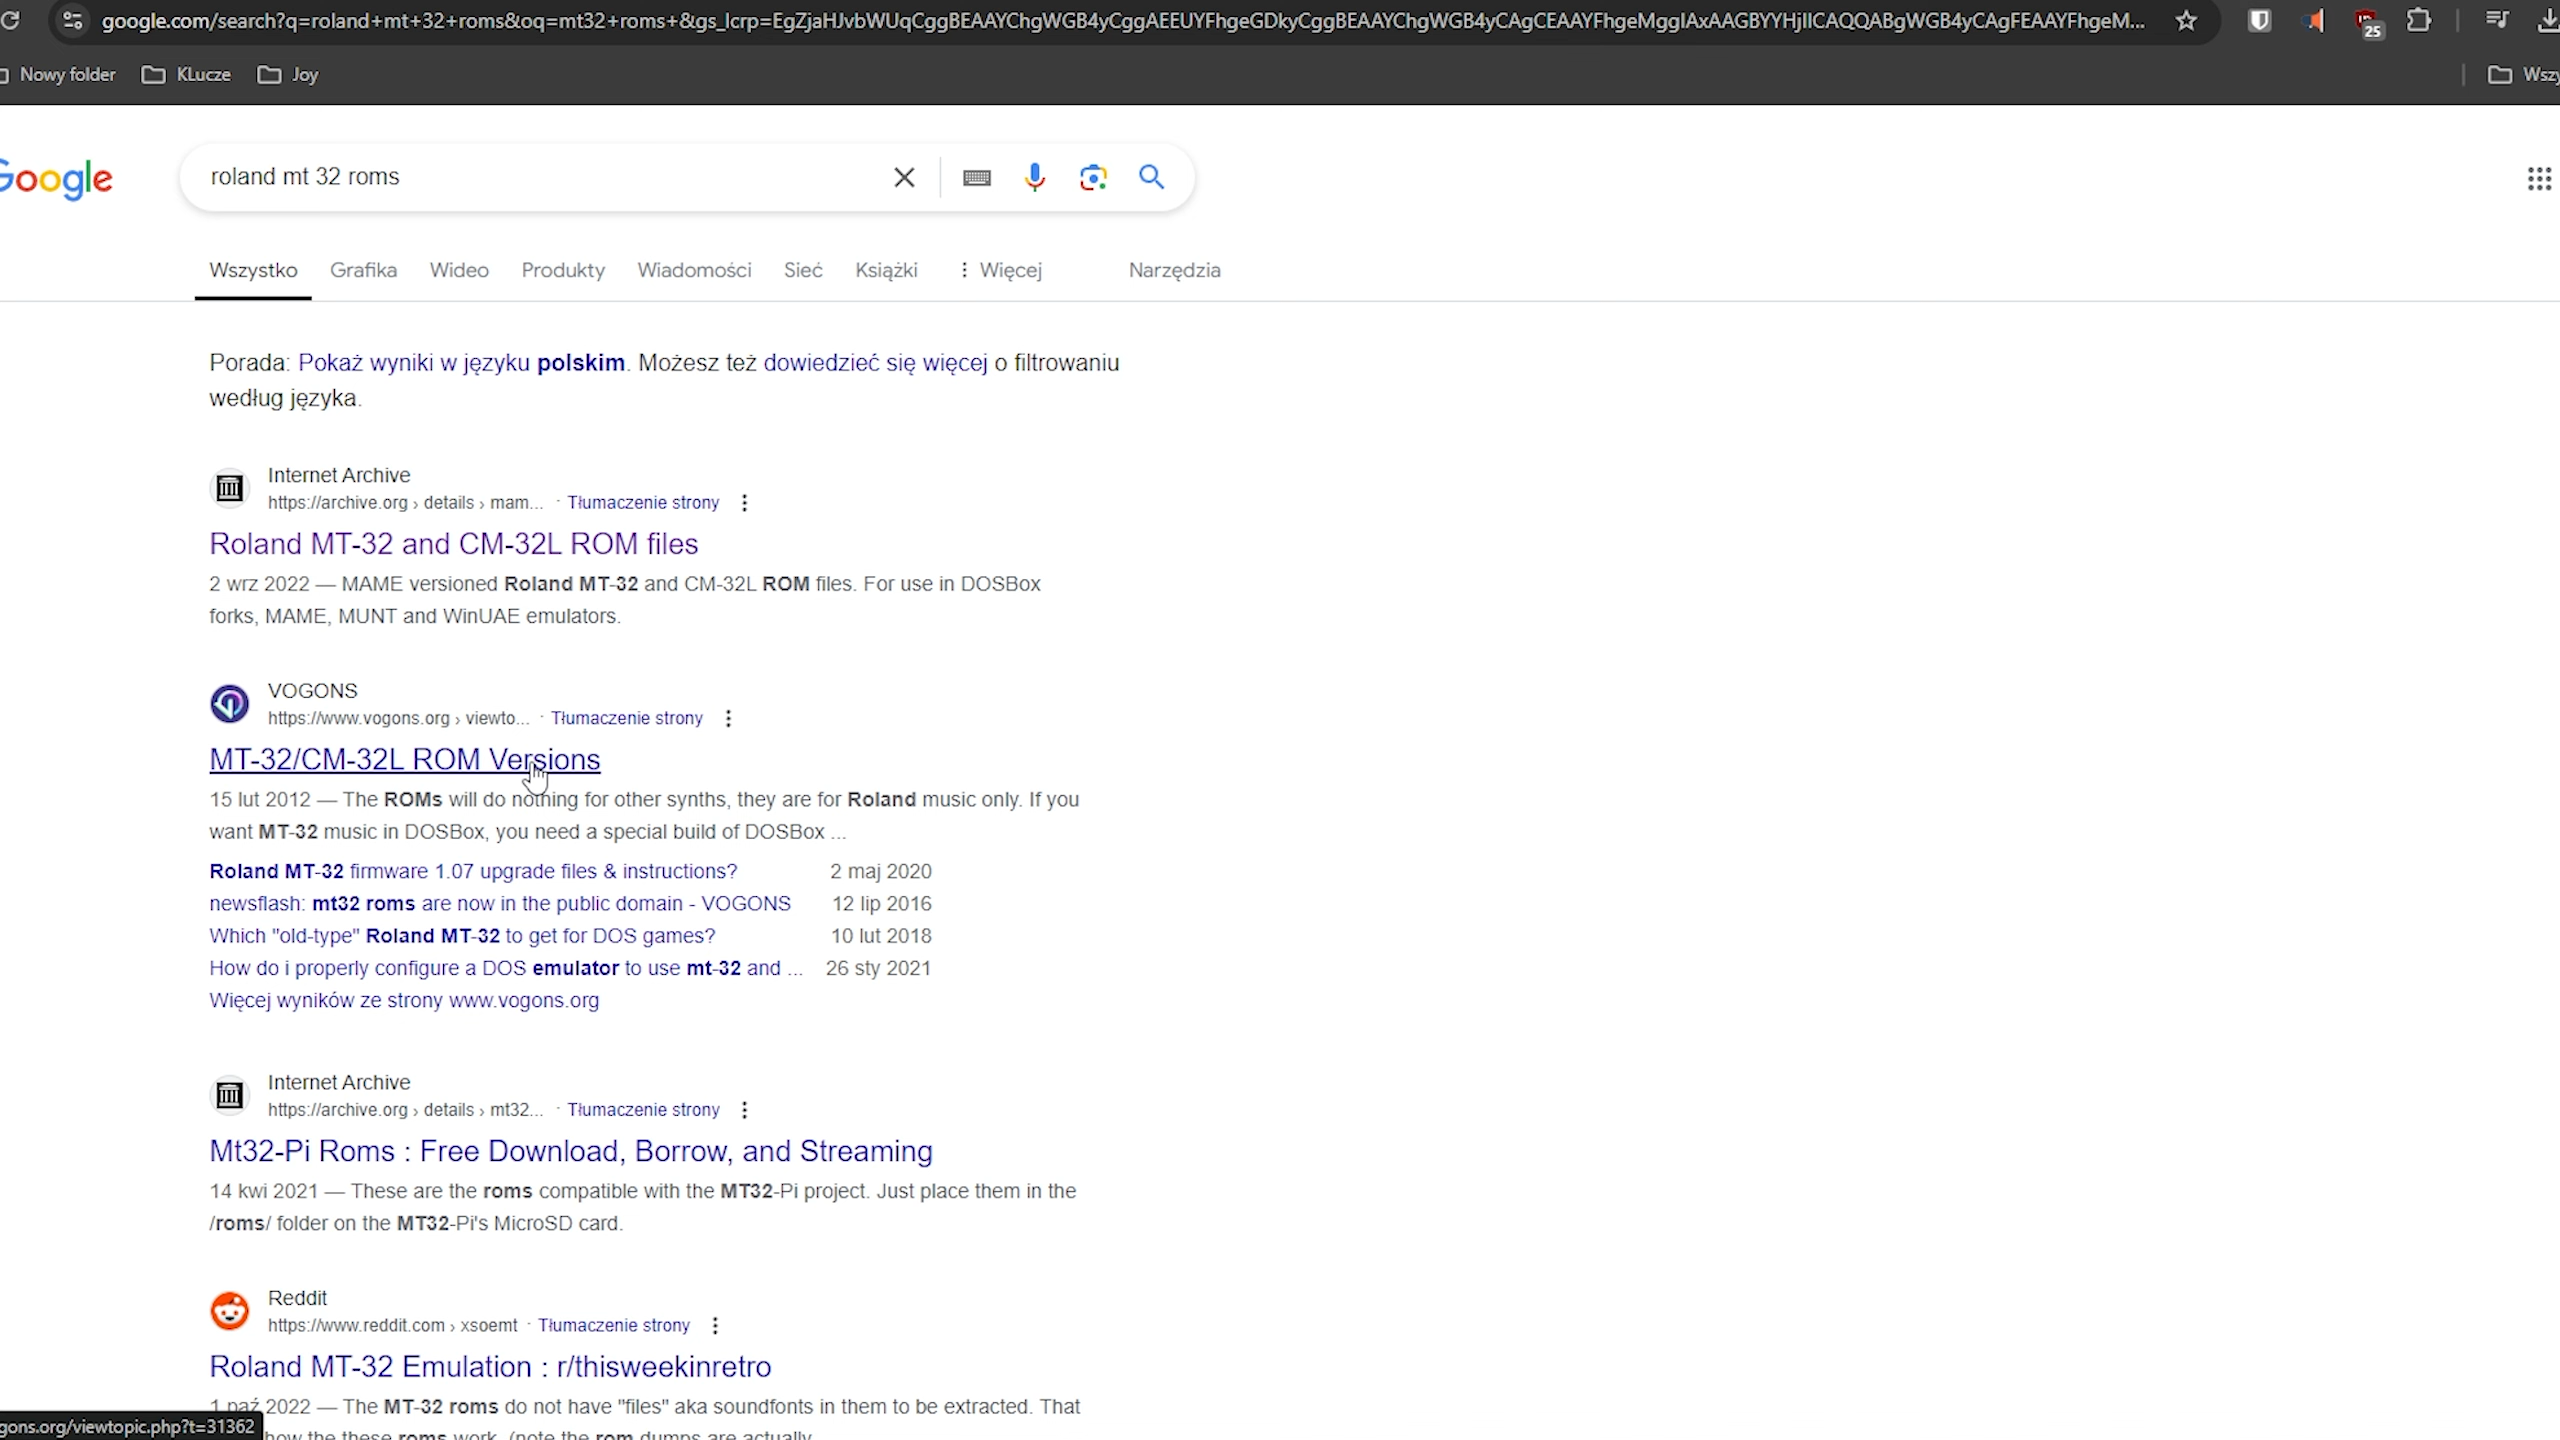 google.com/search?q=roland+mt+32+roms&oq=mt32+roms+&gs_lcrp=EgZjaHJvbWUqCggBEAAYChgWGB4yCggAEEUYFhgeGDkyCggBEAAYChgWGB4yCAgCEAAYFhgeMggIAxAAGBYYHjIICAQQABgWGB4yCAgFEAAYFhgeM...
25
Nowy folder KLucze Joy
Google
roland mt 32 roms
Wszystko Grafika Wideo Produkty Wiadomości Sieć Książki Więcej Narzędzia
Porada: Pokaż wyniki w języku polskim. Możesz też dowiedzieć się więcej o filtrowaniu
według języka.
Internet Archive
https://archive.org › details › mam... · Tłumaczenie strony
Roland MT-32 and CM-32L ROM files
2 wrz 2022 — MAME versioned Roland MT-32 and CM-32L ROM files. For use in DOSBox
forks, MAME, MUNT and WinUAE emulators.
VOGONS
https://www.vogons.org › viewto... · Tłumaczenie strony
MT-32/CM-32L ROM Versions
15 lut 2012 — The ROMs will do nothing for other synths, they are for Roland music only. If you
want MT-32 music in DOSBox, you need a special build of DOSBox ...
Roland MT-32 firmware 1.07 upgrade files & instructions? 2 maj 2020
newsflash: mt32 roms are now in the public domain - VOGONS 12 lip 2016
Which "old-type" Roland MT-32 to get for DOS games? 10 lut 2018
How do i properly configure a DOS emulator to use mt-32 and ... 26 sty 2021
Więcej wyników ze strony www.vogons.org
Internet Archive
https://archive.org › details › mt32... · Tłumaczenie strony
Mt32-Pi Roms : Free Download, Borrow, and Streaming
14 kwi 2021 — These are the roms compatible with the MT32-Pi project. Just place them in the
/roms/ folder on the MT32-Pi's MicroSD card.
Reddit
https://www.reddit.com › xsoemt · Tłumaczenie strony
Roland MT-32 Emulation : r/thisweekinretro
1 paź 2022 — The MT-32 roms do not have "files" aka soundfonts in them to be extracted. That
gons.org/viewtopic.php?t=31362
how the these roms work. (note the rom dumps are actually